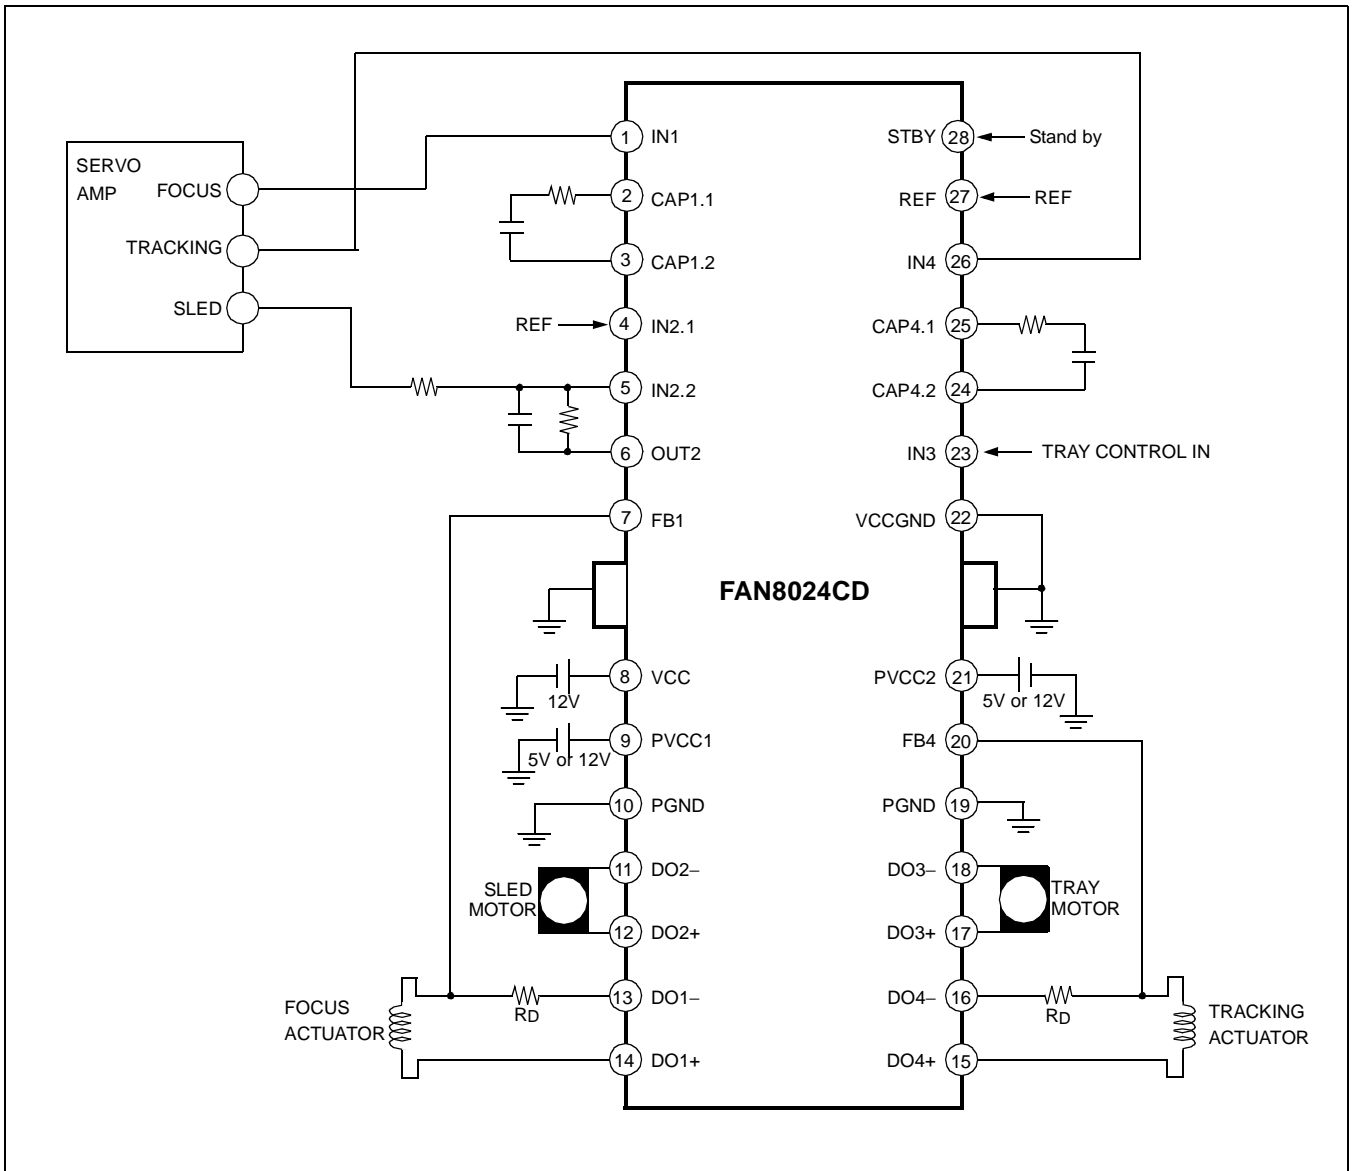 SERVO
AMP
FOCUS
TRACKING
SLED
1 IN1
2 CAP1.1
3 CAP1.2
REF
4 IN2.1
5 IN2.2
6 OUT2
7 FB1
8 VCC
12V
9 PVCC1
5V or 12V
10 PGND
11 DO2−
SLED
MOTOR
12 DO2+
13 DO1−
RD
14 DO1+
FOCUS
ACTUATOR
FAN8024CD
STBY 28
Stand by
REF 27
REF
IN4 26
CAP4.1 25
CAP4.2 24
IN3 23
TRAY CONTROL IN
VCCGND 22
PVCC2 21
5V or 12V
FB4 20
PGND 19
DO3− 18
TRAY
MOTOR
DO3+ 17
DO4− 16
RD
DO4+ 15
TRACKING
ACTUATOR